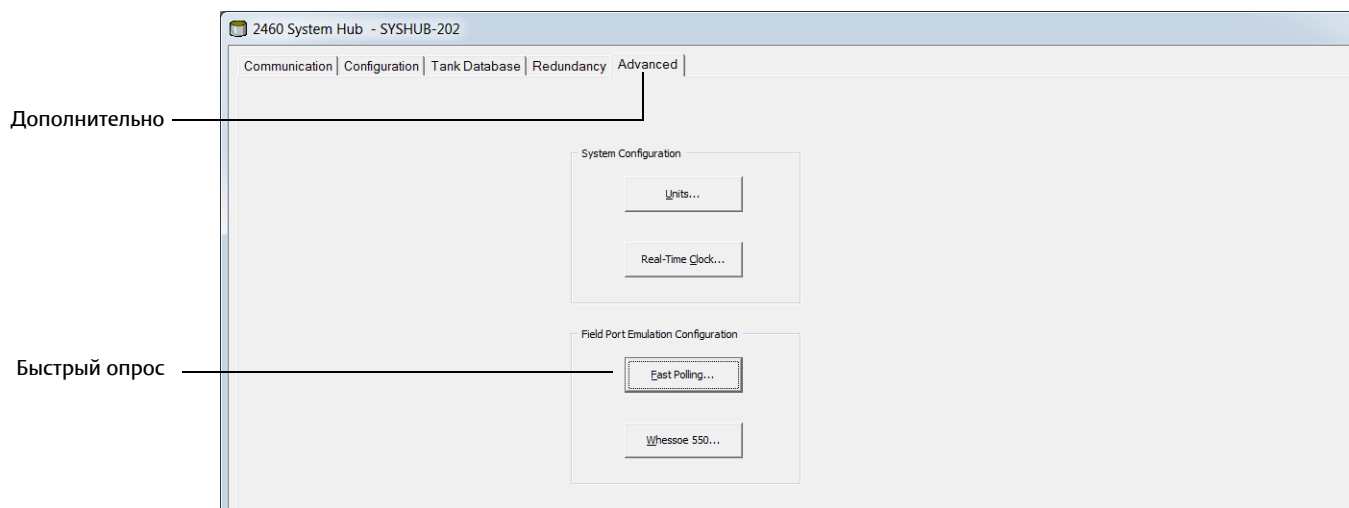 2460 System Hub - SYSHUB-202
Communication Configuration Tank Database Redundancy Advanced
Дополнительно
System Configuration
Units...
Real-Time Clock...
Field Port Emulation Configuration
Быстрый опрос
Fast Polling...
Whessoe 550...